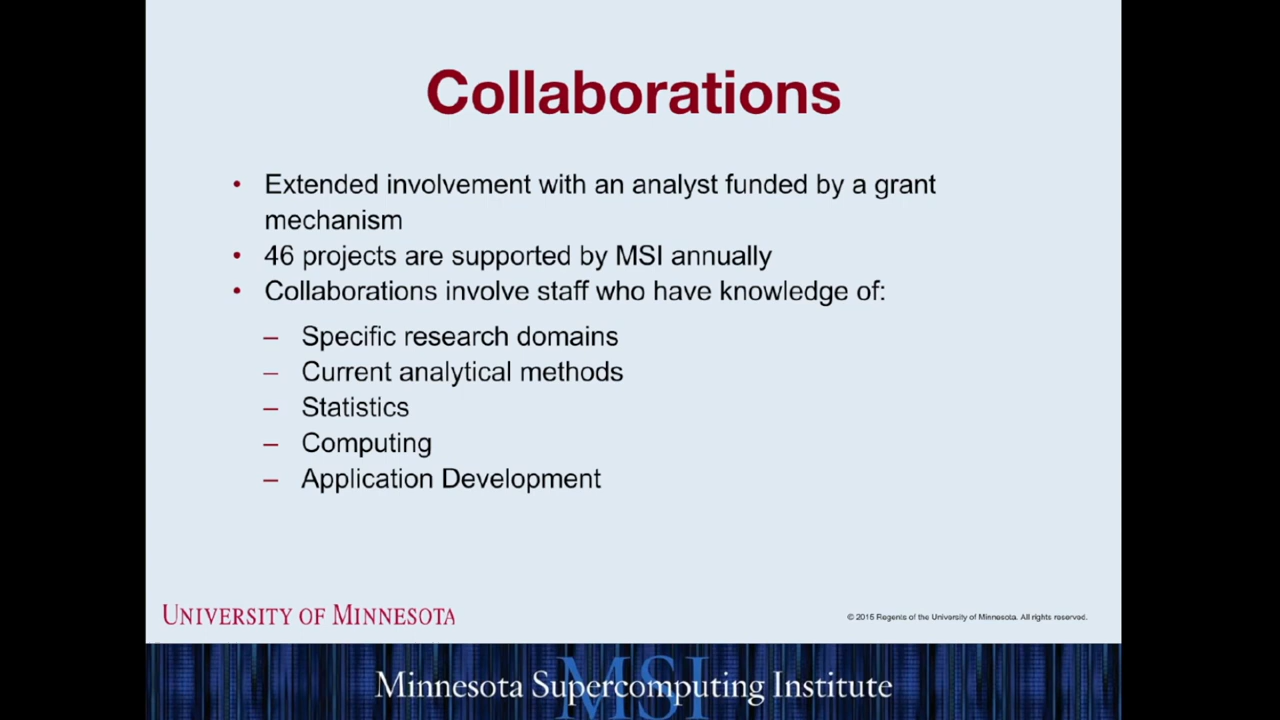 Collaborations
• Extended involvement with an analyst funded by a grant
mechanism
• 46 projects are supported by MSI annually
• Collaborations involve staff who have knowledge of:
– Specific research domains
– Current analytical methods
– Statistics
– Computing
– Application Development
UNIVERSITY OF MINNESOTA
© 2015 Regents of the University of Minnesota. All rights reserved.
MSI
Minnesota Supercomputing Institute